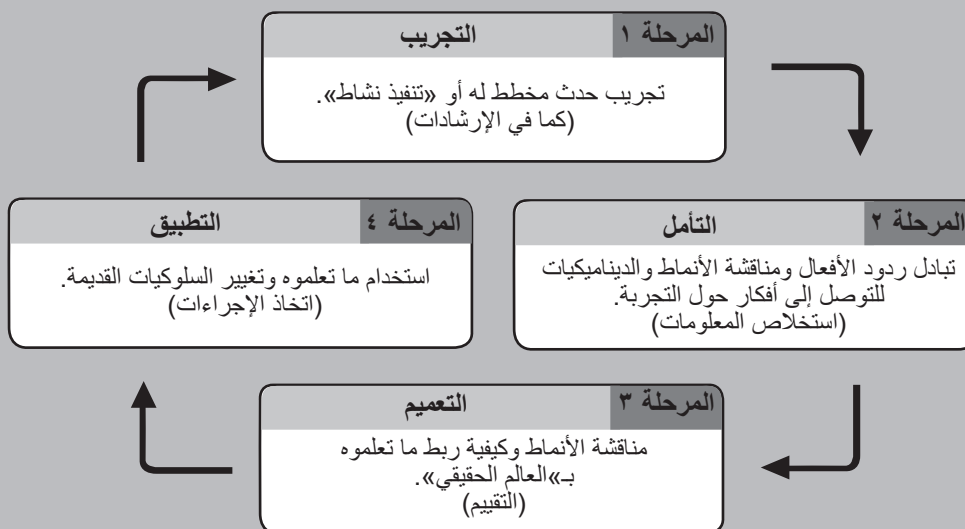 المرحلة ١ التجريب
تجريب حدث مخطط له أو «تنفيذ نشاط».
(كما في الإرشادات)
المرحلة ٢ التأمل
تبادل ردود الأفعال ومناقشة الأنماط والديناميكيات
للتوصل إلى أفكار حول التجربة.
(استخلاص المعلومات)
المرحلة ٣ التعميم
مناقشة الأنماط وكيفية ربط ما تعلموه
بـ»العالم الحقيقي».
(التقييم)
المرحلة ٤ التطبيق
استخدام ما تعلموه وتغيير السلوكيات القديمة.
(اتخاذ الإجراءات)